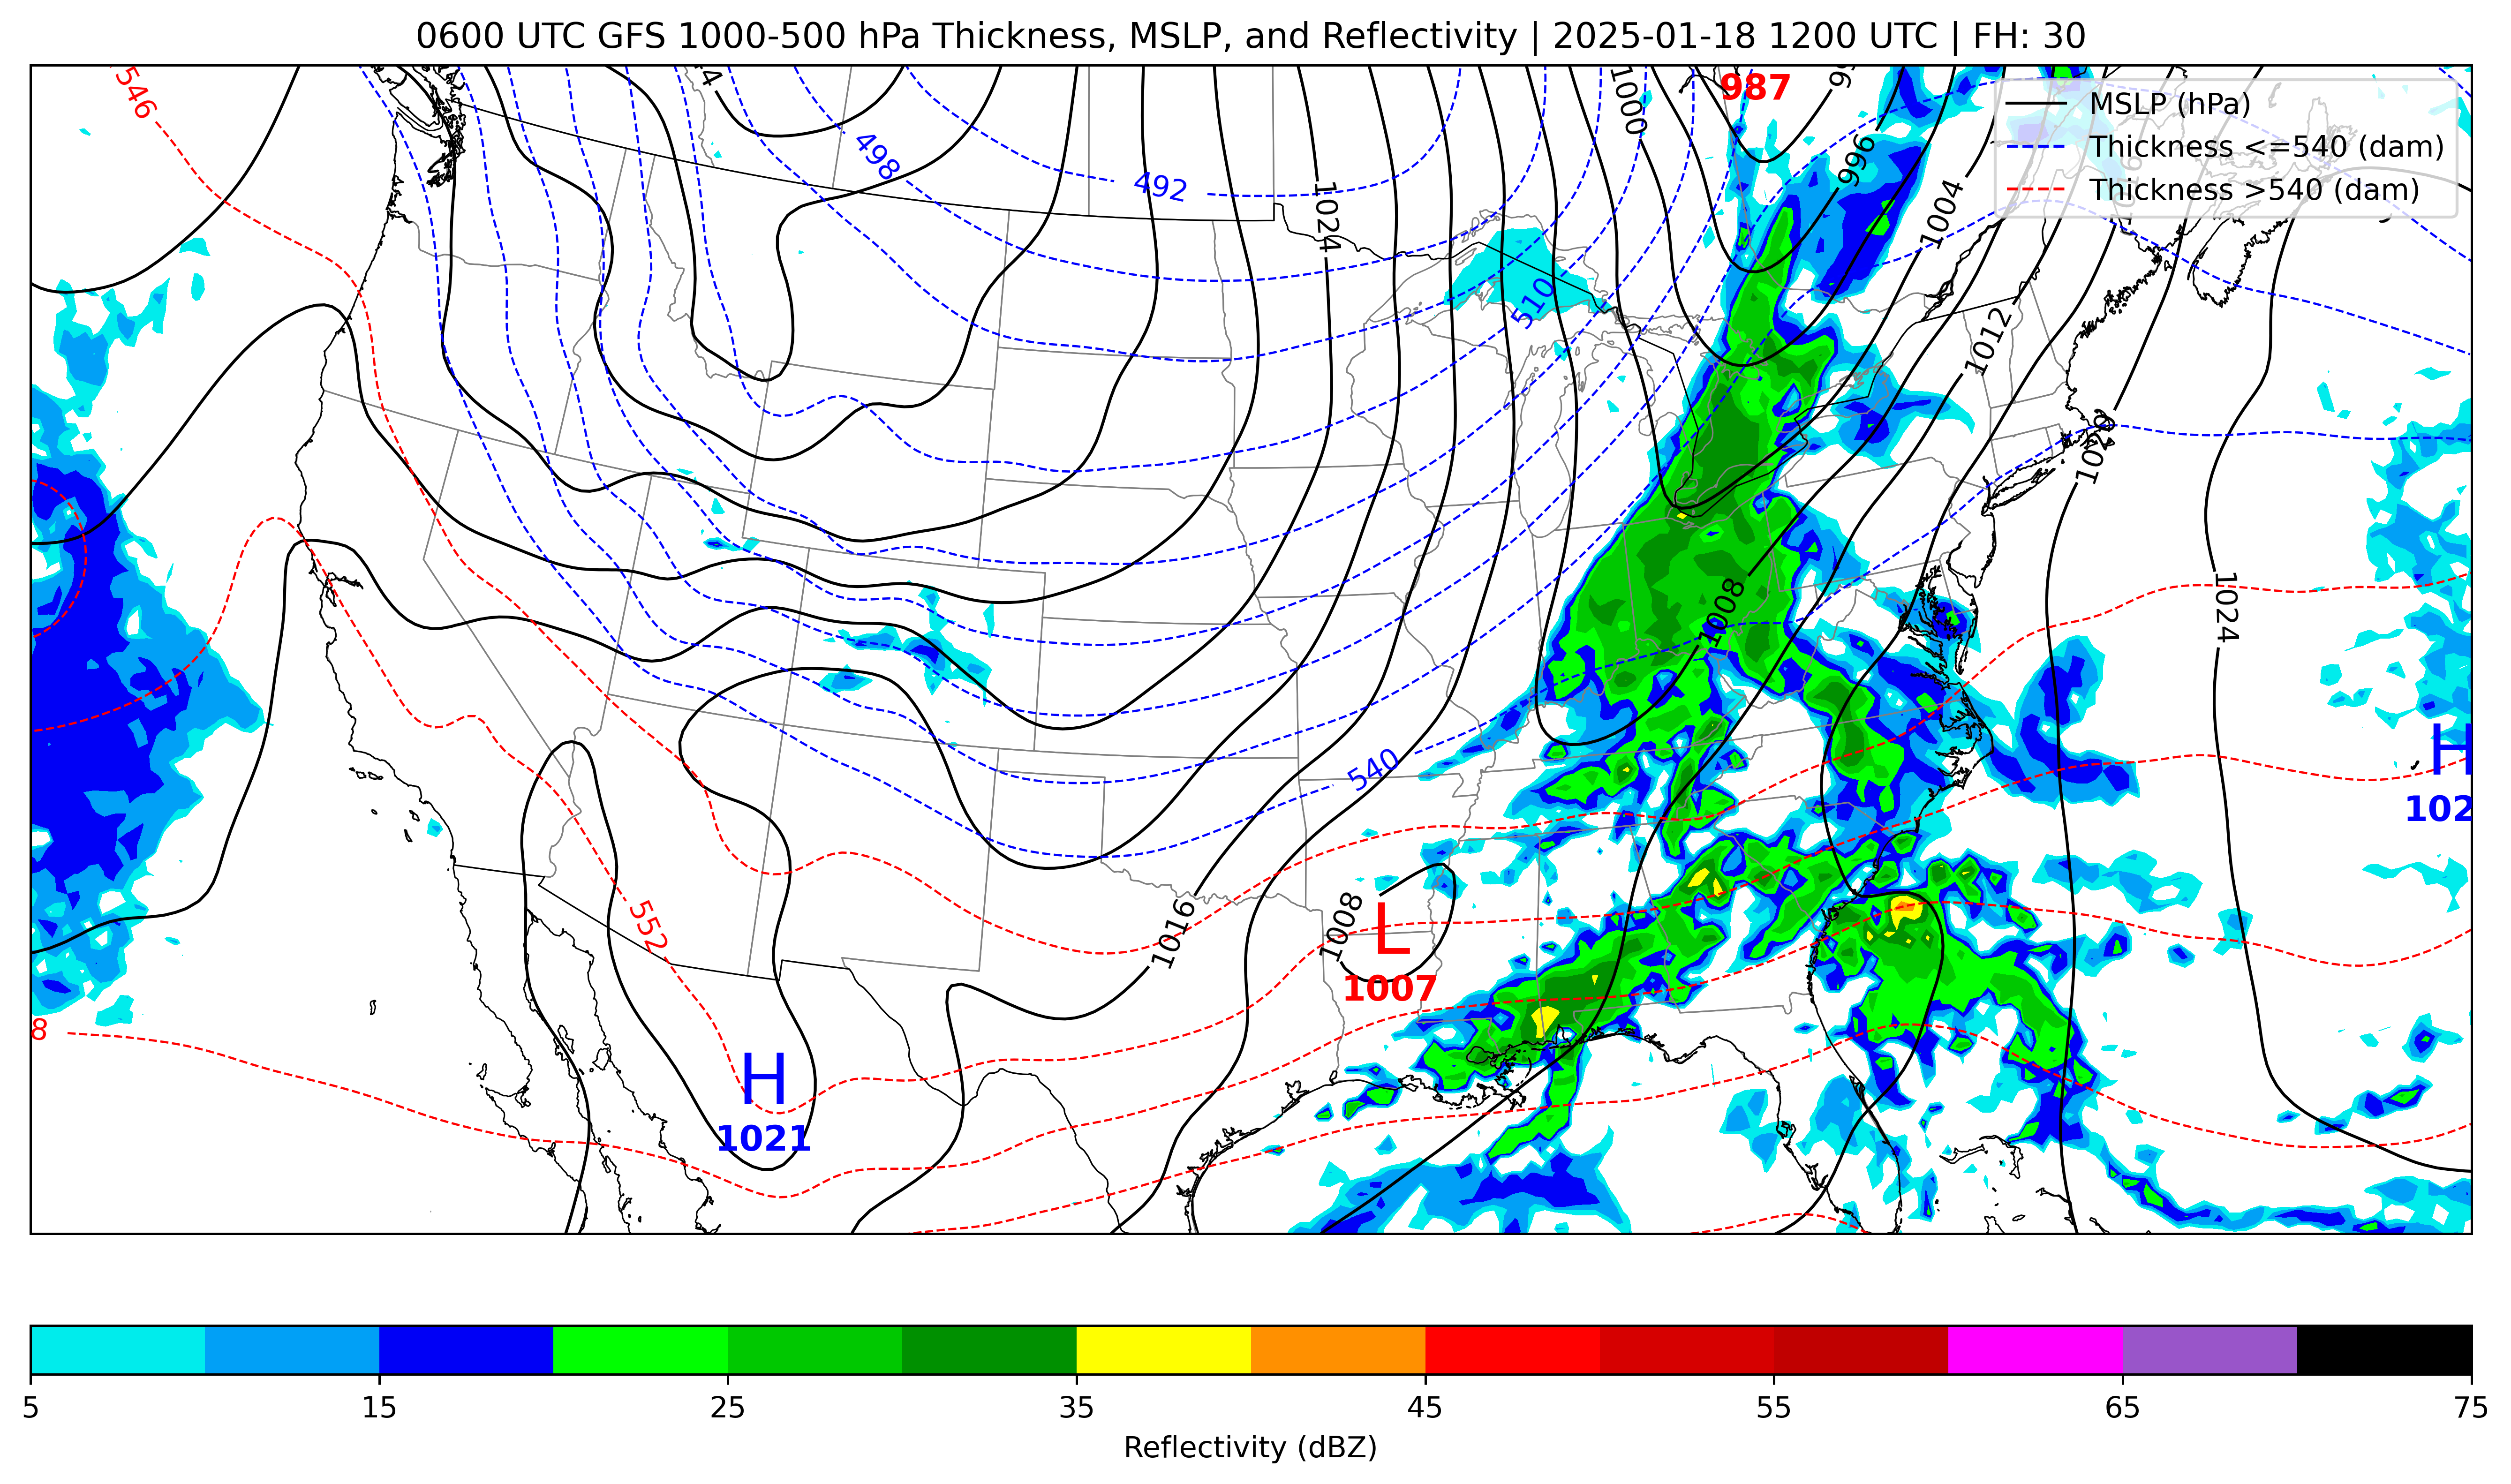 0600 UTC GFS 1000-500 hPa Thickness, MSLP, and Reflectivity | 2025-01-18 1200 UTC | FH: 30
MSLP (hPa)
Thickness <=540 (dam)
Thickness >540 (dam)
546
987
1000
498
492
996
1024
1004
510
1012
1020
1008
1024
H
102
540
552
1016
1008
L
1007
8
H
1021
5 15 25 35 45 55 65 75
Reflectivity (dBZ)